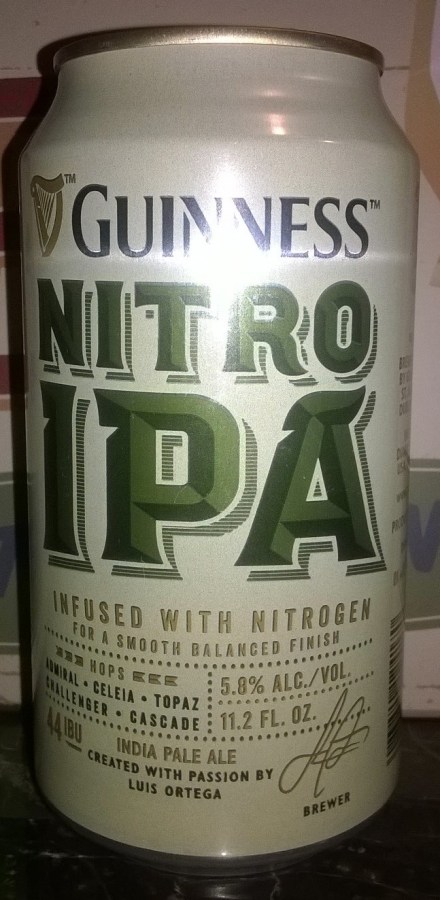 GUINNESS™
NITRO
IPA
INFUSED WITH NITROGEN
FOR A SMOOTH BALANCED FINISH
HOPS
ADMIRAL • CELEIA • TOPAZ
CHALLENGER • CASCADE
5.8% ALC./VOL.
11.2 FL. OZ.
44 IBU
INDIA PALE ALE
CREATED WITH PASSION BY
LUIS ORTEGA
BREWER